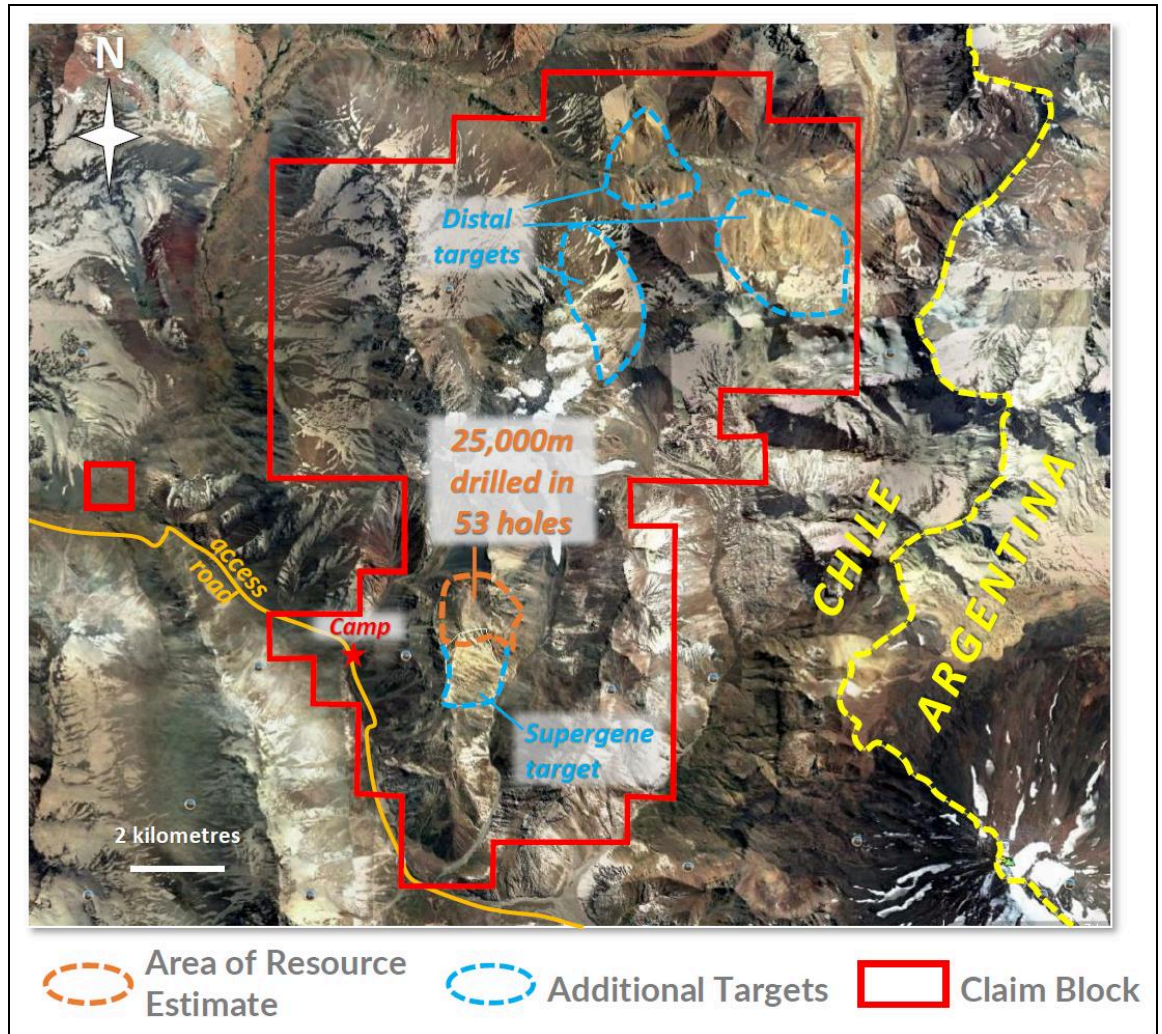 N
Distal
targets
25,000m
drilled in
53 holes
access
road
Camp
Supergene
target
CHILE
ARGENTINA
2 kilometres
Area of Resource
Estimate
Additional Targets
Claim Block